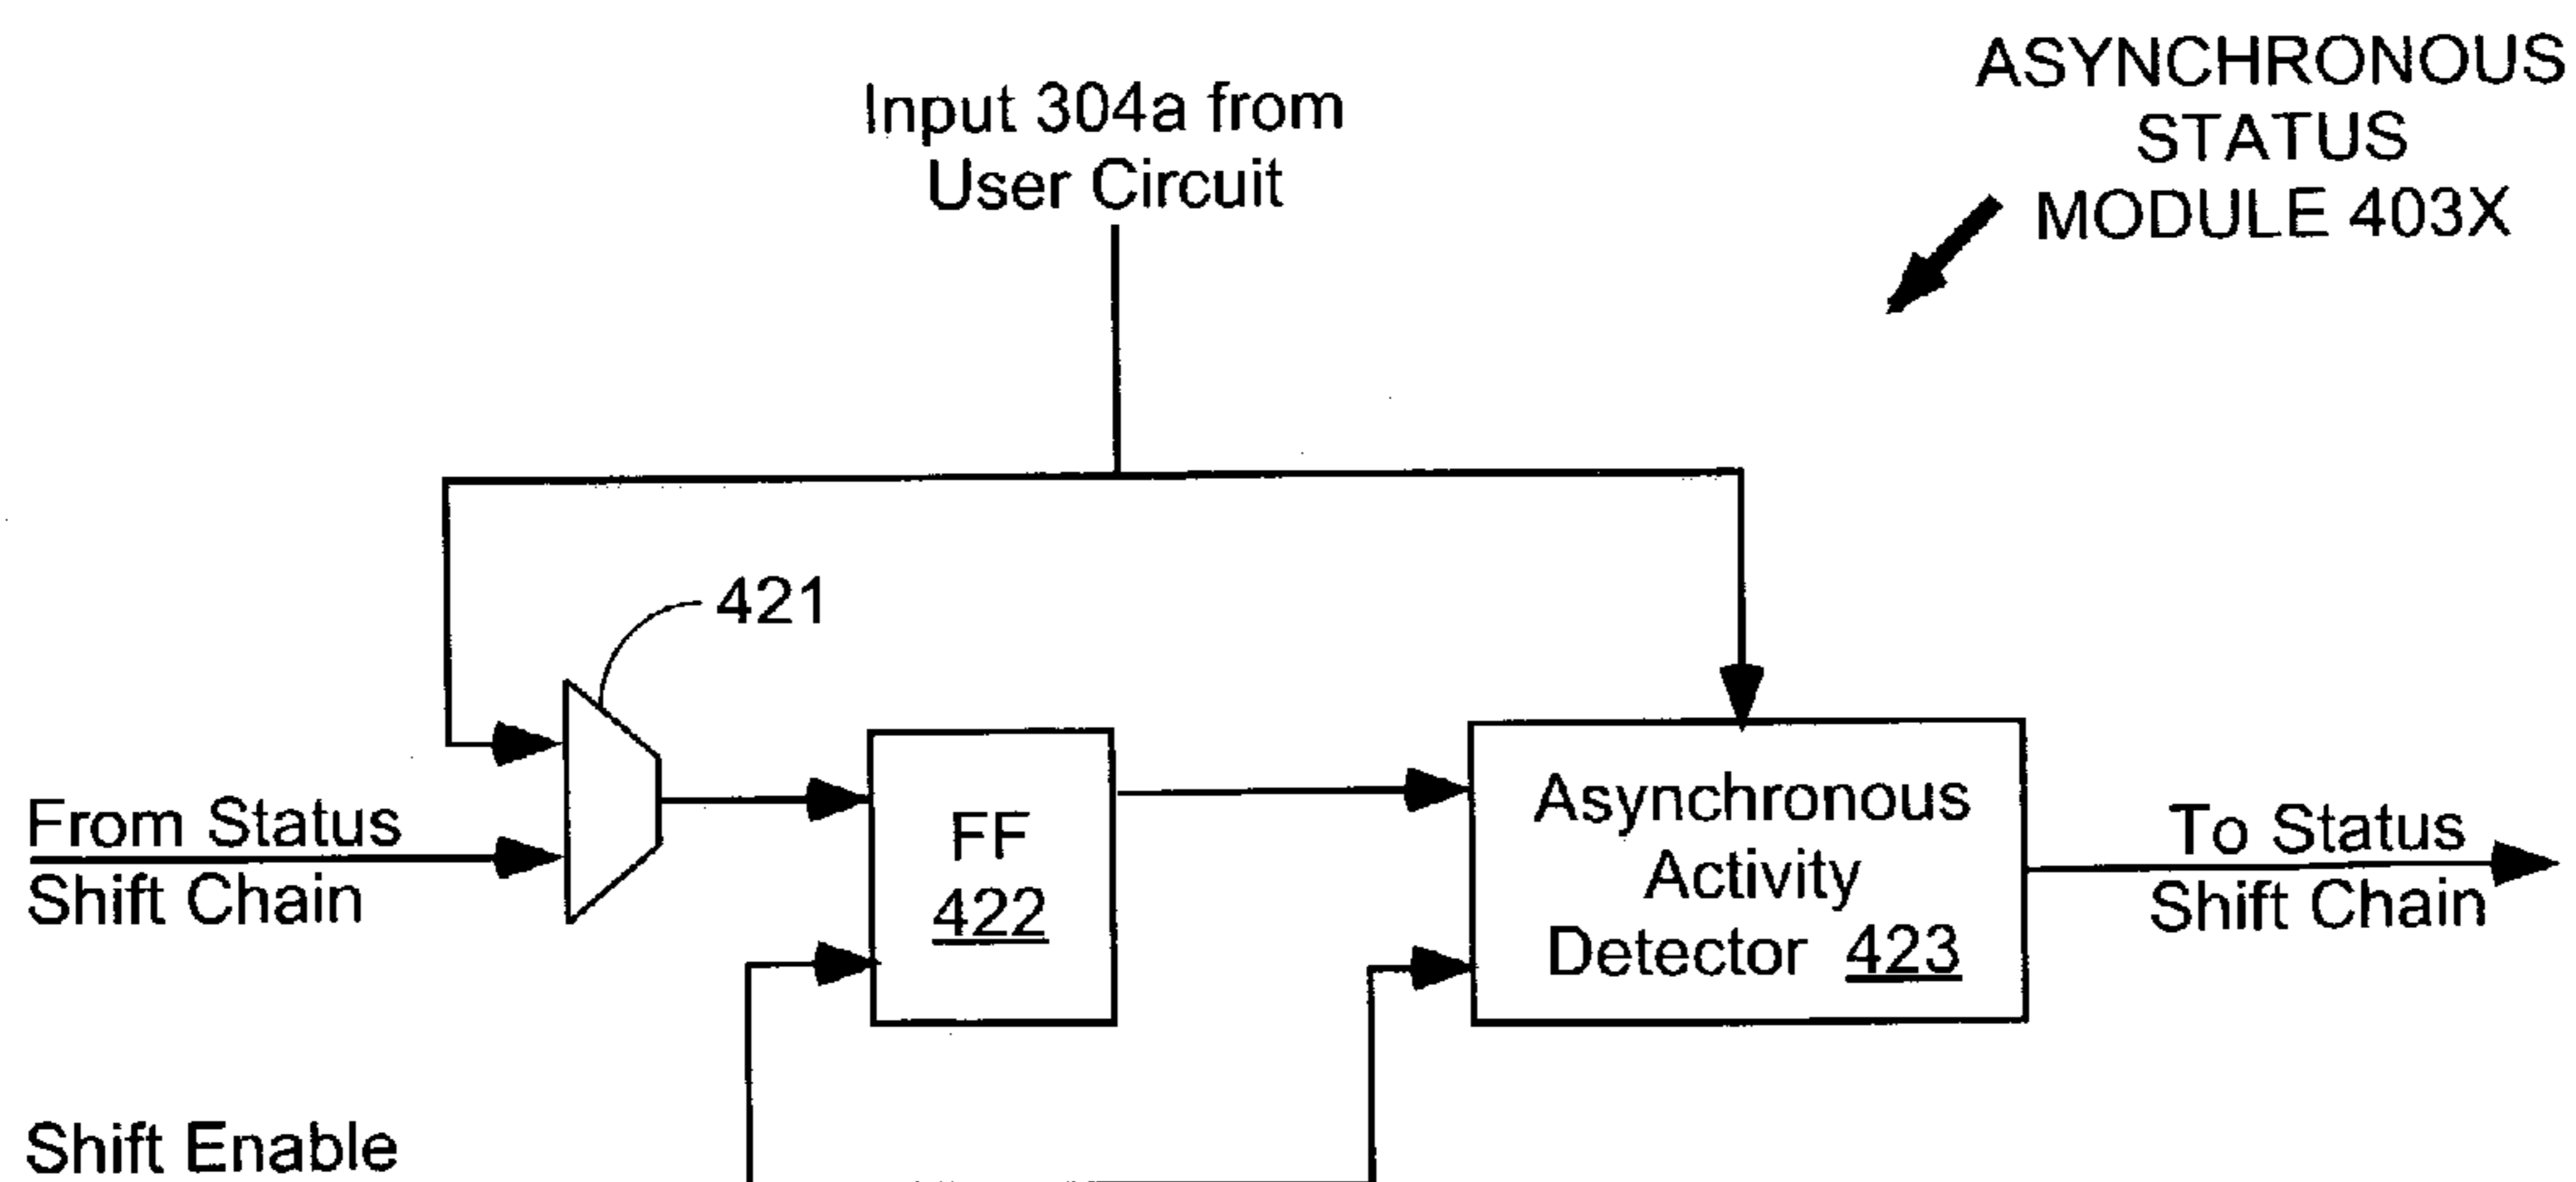 ASYNCHRONOUS
STATUS
MODULE 403X
Input 304a from
User Circuit
421
From Status
Shift Chain
FF
422
Asynchronous
Activity
Detector 423
To Status
Shift Chain
Shift Enable